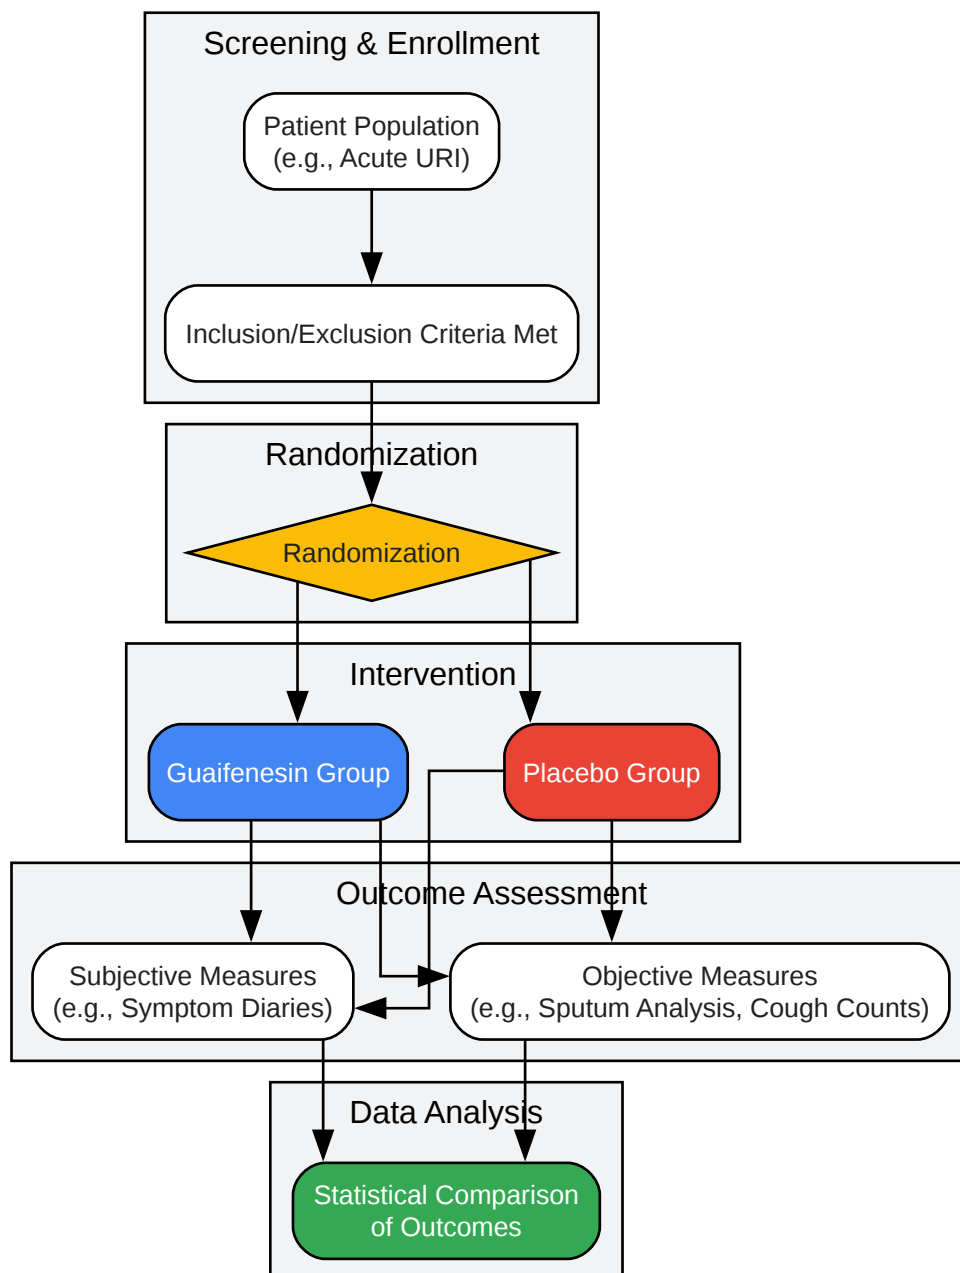 Screening & Enrollment
Patient Population
(e.g., Acute URI)
Inclusion/Exclusion Criteria Met
Randomization
Randomization
Intervention
Guaifenesin Group
Placebo Group
Outcome Assessment
Subjective Measures
(e.g., Symptom Diaries)
Objective Measures
(e.g., Sputum Analysis, Cough Counts)
Data Analysis
Statistical Comparison
of Outcomes